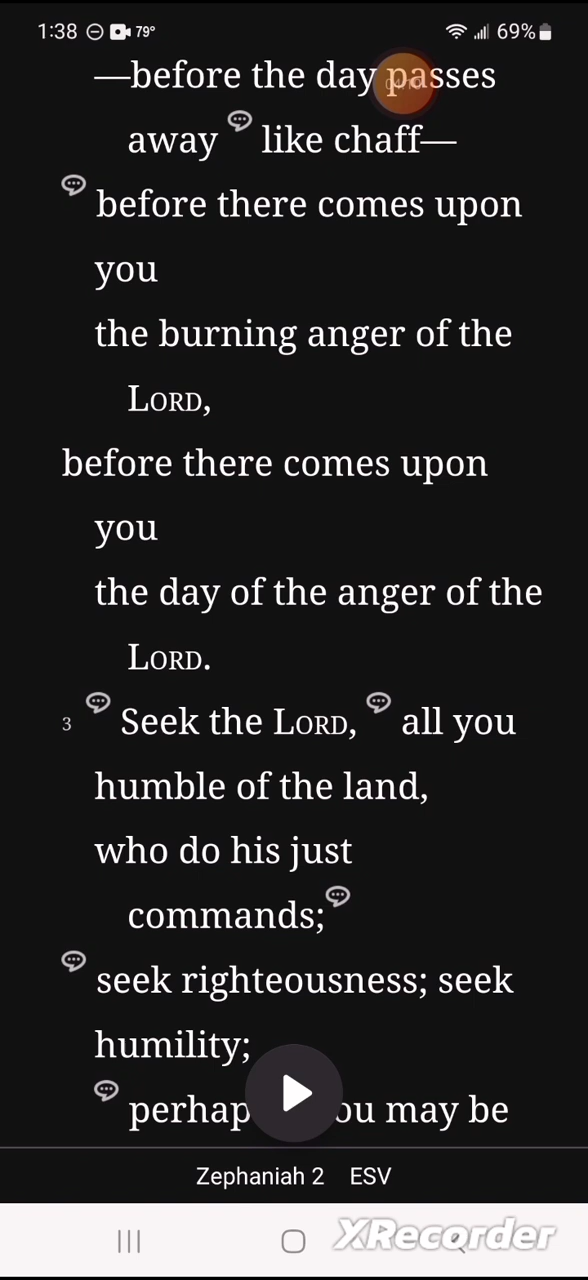 1:38 79° 69%
—before the day passes
away like chaff—
before there comes upon
you
the burning anger of the
LORD,
before there comes upon
you
the day of the anger of the
LORD.
3 Seek the LORD, all you
humble of the land,
who do his just
commands;
seek righteousness; seek
humility;
perhap ou may be
Zephaniah 2 ESV
XRecorder